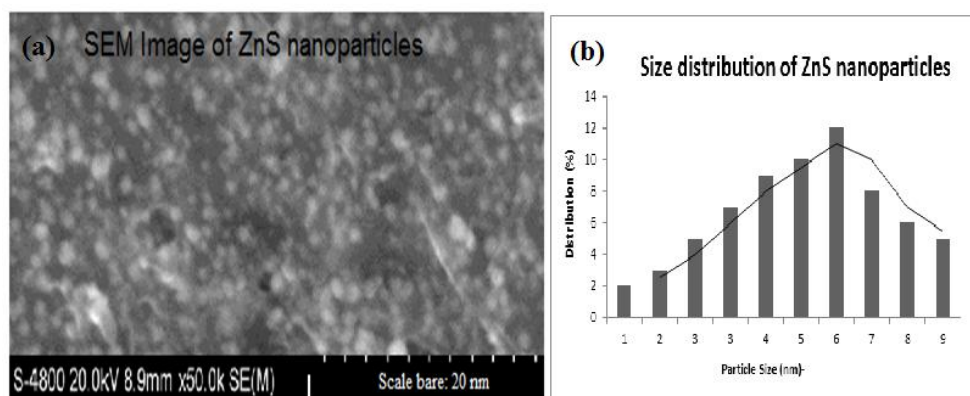 (a) SEM Image of ZnS nanoparticles
S-4800 20.0kV 8.9mm x50.0k SE(M)
Scale bare: 20 nm
(b)
Size distribution of ZnS nanoparticles
Distribution (%)
14
12
10
8
6
4
2
0
1 2 3 3 4 5 6 7 8 9
Particle Size (nm)-